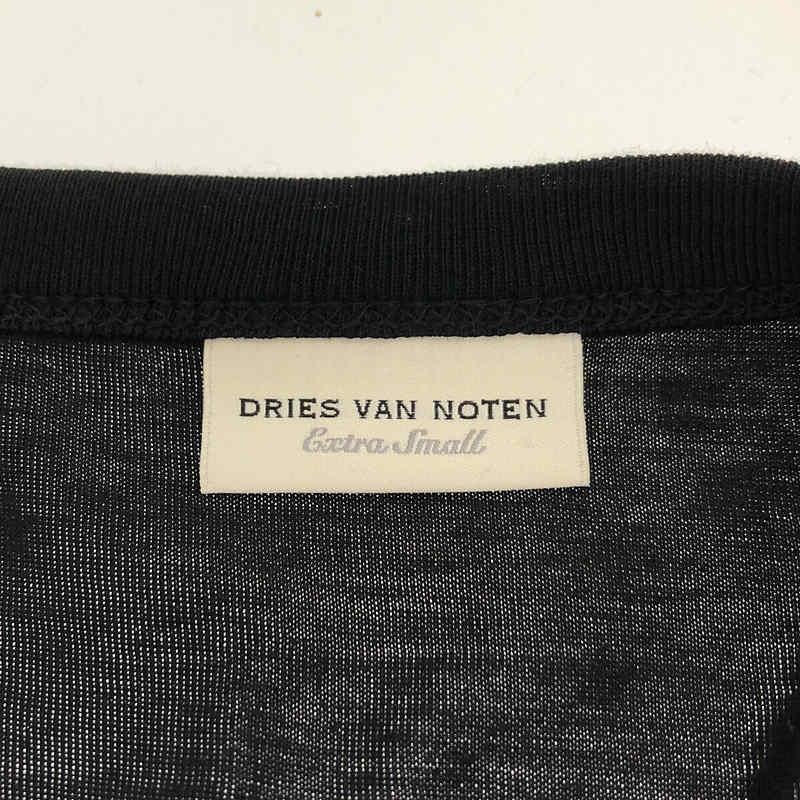 DRIES VAN NOTEN
Extra Small